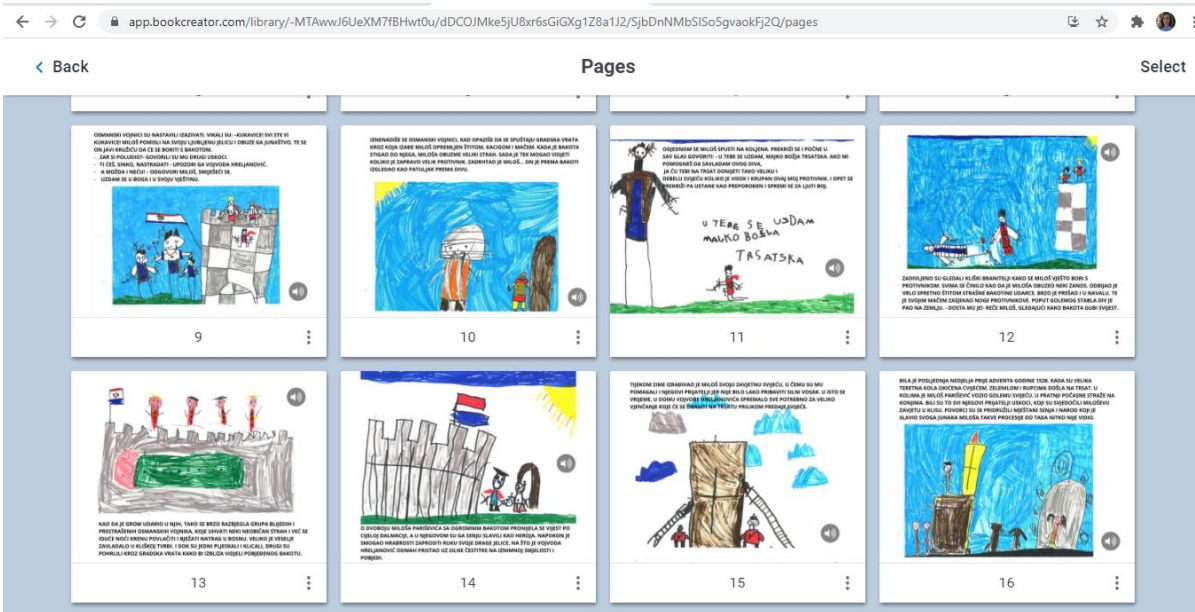 app.bookcreator.com/library/-MTAwwJ6UeXM7fBHwt0u/dDCOJMke5jU8xr6sGiGXg1Z8a1J2/SjbDnNMbSISo5gvaokFj2Q/pages
Back
Pages
Select
OSMANSKI VOJNICI SU NASTAVILI IZAZIVATI. VIKALI SU: –KUKAVICE! SVI STE VI
KUKAVICE! MILOŠ POMISLI NA SVOJU LJUBLJENU JELICU I OBUZE GA JUNAŠTVO, TE SE
ON JAVI KRUŽIĆU DA ĆE SE BORITI S BAKOTOM.
- ZAR SI POLUDIO?- GOVORILI SU MU DRUGI USKOCI.
- TI ĆEŠ, SINKO, NASTRADATI - UPOZORI GA VOJVODA HRELJANOVIĆ.
- A MOŽDA I NEĆU! - ODGOVORI MILOŠ, SMIJEŠEĆI SE.
- UZDAM SE U BOGA I U SVOJU VJEŠTINU.
9
IZNENADIŠE SE OSMANSKI VOJNICI, KAD OPAZIŠE DA SE SPUŠTAJU GRADSKA VRATA
KROZ KOJA IZAĐE MILOŠ OPREMLJEN ŠTITOM, KACIGOM I MAČEM. KADA JE BAKOTA
STIGAO DO NJEGA, MILOŠA OBUZME VELIKI STRAH. SADA JE TEK MOGAO VIDJETI
KOLIKO JE ZAPRAVO VELIK PROTIVNIK. ZADRHTAO JE MILOŠ... ON JE PREMA BAKOTI
IZGLEDAO KAO PATULJAK PREMA DIVU.
10
ODJEDNOM SE MILOŠ SPUSTI NA KOLJENA. PREKRIŽI SE I POČNE U
SAV GLAS GOVORITI: - U TEBE SE UZDAM, MAJKO BOŽJA TRSATSKA. AKO MI
POMOGNEŠ DA SAVLADAM OVOG DIVA,
JA ĆU TEBI NA TRSAT DONIJETI TAKO VELIKU I
DEBELU SVIJEĆU KOLIKO JE VISOK I KRUPAN OVAJ MOJ PROTIVNIK. I OPET SE
PREKRIŽI PA USTANE KAO PREPOROĐEN I SPREMI SE ZA LJUTI BOJ.
U TEBE SE UZDAM
TRSATSKA
11
ZADIVLJENO SU GLEDALI KLIŠKI BRANITELJI KAKO SE MILOŠ VJEŠTO BORI S
PROTIVNIKOM. SVIMA SE ČINILO KAO DA JE MILOŠA OBUZEO NEKI ZANOS. ODBIJAO JE
VRLO SPRETNO ŠTITOM STRAŠNE BAKOTINE UDARCE. BRZO JE PREŠAO I U NAVALU, TE
JE SVOJIM MAČEM ZASJEKAO NOGE PROTIVNIKOVE. POPUT GOLEMOG STABLA DIV JE
PAO NA ZEMLJU. - DOSTA MU JE!- REČE MILOŠ, GLEDAJUĆI KAKO BAKOTA GUBI SVIJEST.
12
KAO DA JE GROM UDARIO U NJIH, TAKO SE BRZO RAZBJEGLA GRUPA BLIJEDIH I
PRESTRAŠENIH OSMANSKIH VOJNIKA, KOJE UHVATI NEKI NEOBIČAN STRAH I VEĆ SE
IDUĆE NOĆI KRENU POVLAČITI I BJEŽATI NATRAG U BOSNU. VELIKO JE VESELJE
ZAVLADALO U KLIŠKOJ TVRĐI. I DOK SU JEDNI PLJESKALI I KLICALI, DRUGI SU
POHRLILI KROZ GRADSKA VRATA KAKO BI IZBLIZA VIDJELI POBIJEĐENOG BAKOTU.
13
O DVOBOJU MILOŠA PARIŠEVIĆA SA OGROMNIM BAKOTOM PRONIJELA SE VIJEST PO
CIJELOJ DALMACIJI, A U NJEGOVOM SU GA SENJU SLAVILI KAO HEROJA. NAPOKON JE
SMOGAO HRABROSTI ZAPROSITI RUKU SVOJE DRAGE JELICE, NA ŠTO JE VOJVODA
HRELJANOVIĆ ODMAH PRISTAO UZ SILNE ČESTITKE NA IZNIMNOJ SMJELOSTI I
POBJEDI.
14
TIJEKOM ZIME IZRAĐIVAO JE MILOŠ SVOJU ZAVJETNU SVIJEĆU, U ČEMU SU MU
POMAGALI I NJEGOVI PRIJATELJI JER NIJE BILO LAKO PRIBAVITI SILNI VOSAK. U ISTO SE
VRIJEME, U DOMU VOJVODE HRELJANOVIĆA SPREMALO SVE POTREBNO ZA VELIKO
VJENČANJE KOJE ĆE SE OBAVITI NA TRSATU PRILIKOM PREDAJE SVIJEĆE.
15
BILA JE POSLJEDNJA NEDJELJA PRIJE ADVENTA GODINE 1528. KADA SU VELIKA
TERETNA KOLA OKIĆENA CVIJEĆEM, ZELENILOM I RUPCIMA DOŠLA NA TRSAT. U
KOLIMA JE MILOŠ PARIŠEVIĆ VOZIO GOLEMU SVIJEĆU, U PRATNJI POČASNE STRAŽE NA
KONJIMA. BILI SU TO SVI NJEGOVI PRIJATELJI USKOCI, KOJI SU SVJEDOČILI MILOŠEVU
ZAVJETU U KLISU. POVORCI SU SE PRIDRUŽILI MJEŠTANI SENJA I NAROD KOJI JE
SLAVIO SVOGA JUNAKA MILOŠA.TAKVE PROCESIJE DO TADA NITKO NIJE VIDIO.
16